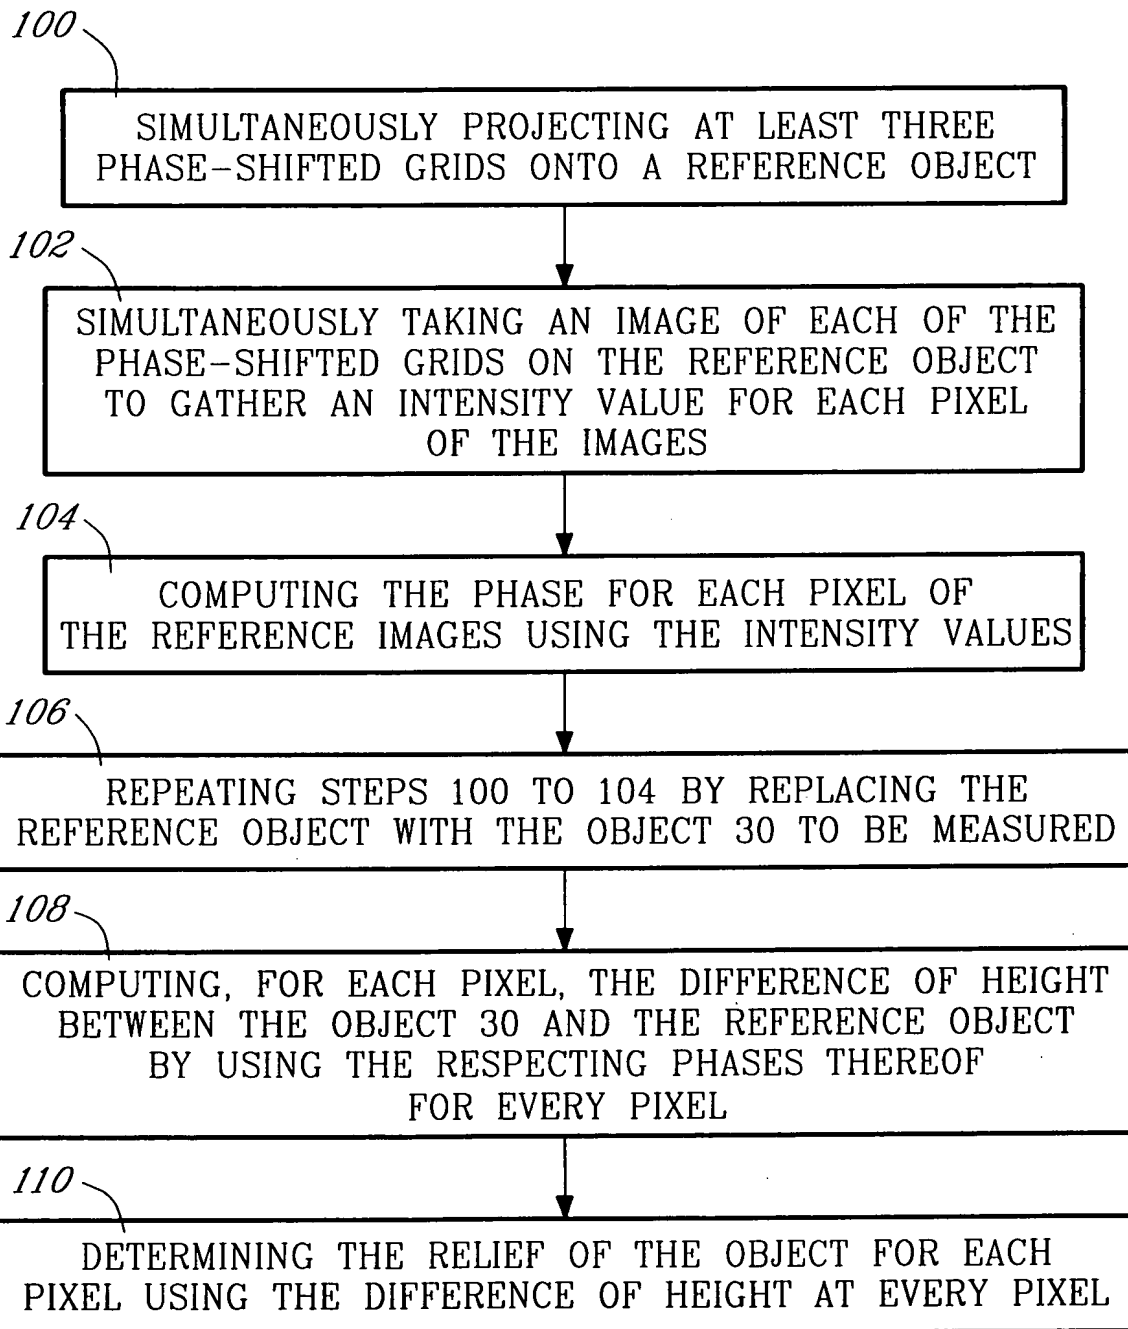 100
SIMULTANEOUSLY PROJECTING AT LEAST THREE
PHASE-SHIFTED GRIDS ONTO A REFERENCE OBJECT
102
SIMULTANEOUSLY TAKING AN IMAGE OF EACH OF THE
PHASE-SHIFTED GRIDS ON THE REFERENCE OBJECT
TO GATHER AN INTENSITY VALUE FOR EACH PIXEL
OF THE IMAGES
104
COMPUTING THE PHASE FOR EACH PIXEL OF
THE REFERENCE IMAGES USING THE INTENSITY VALUES
106
REPEATING STEPS 100 TO 104 BY REPLACING THE
REFERENCE OBJECT WITH THE OBJECT 30 TO BE MEASURED
108
COMPUTING, FOR EACH PIXEL, THE DIFFERENCE OF HEIGHT
BETWEEN THE OBJECT 30 AND THE REFERENCE OBJECT
BY USING THE RESPECTING PHASES THEREOF
FOR EVERY PIXEL
110
DETERMINING THE RELIEF OF THE OBJECT FOR EACH
PIXEL USING THE DIFFERENCE OF HEIGHT AT EVERY PIXEL